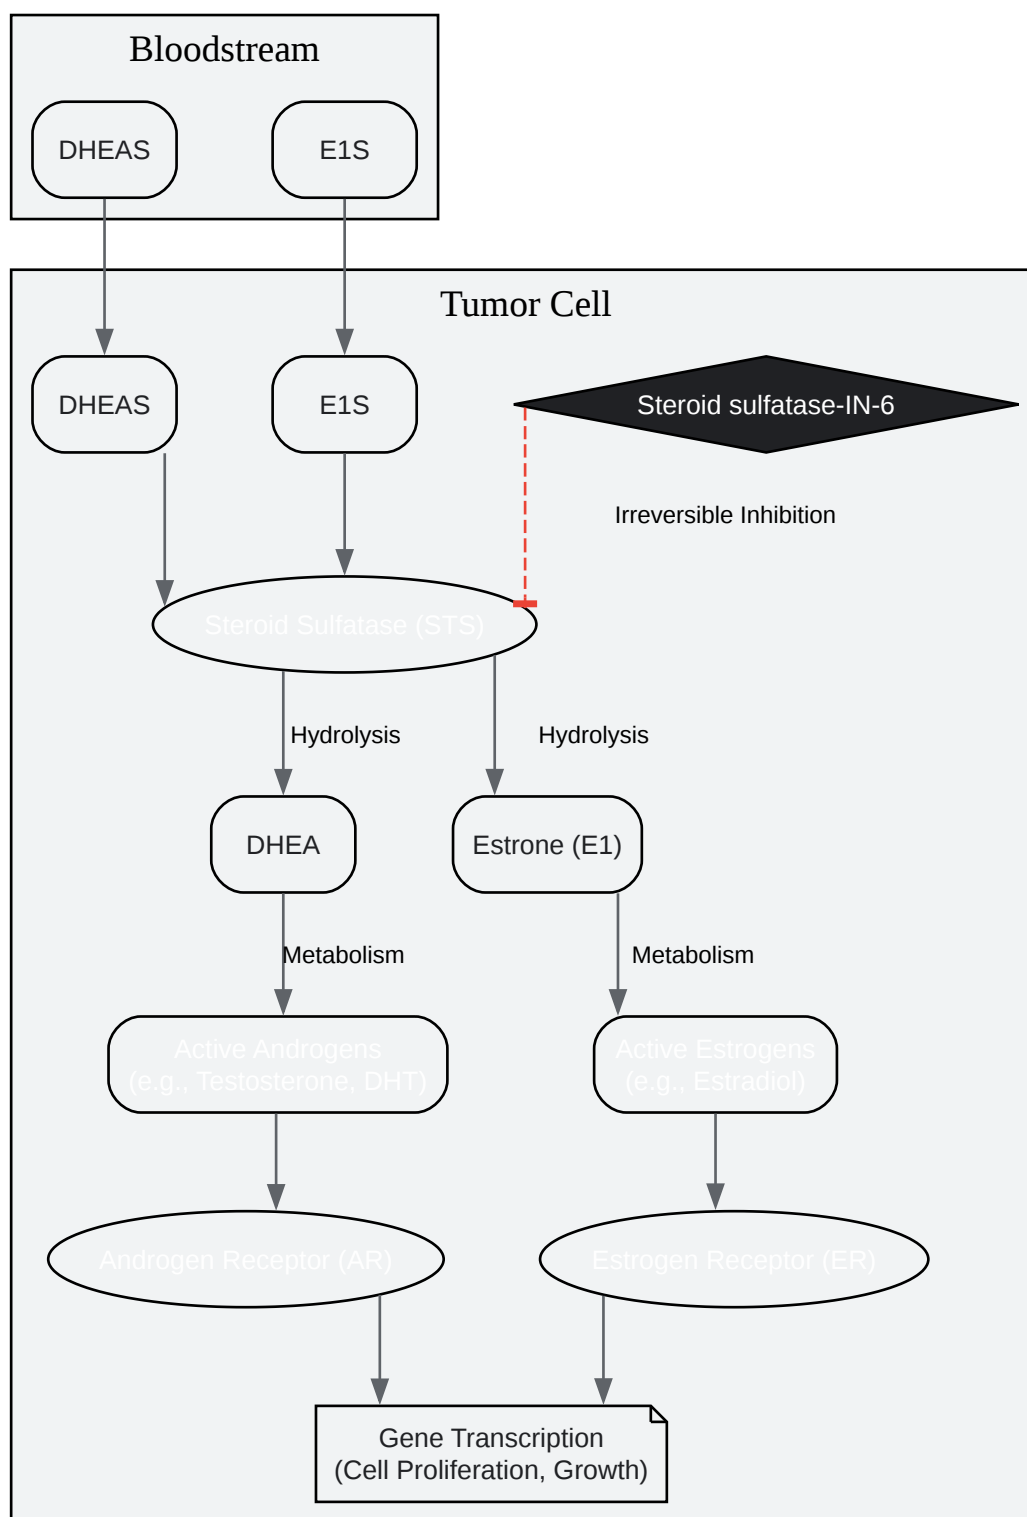 Bloodstream
DHEAS
E1S
Tumor Cell
DHEAS
E1S
Steroid sulfatase-IN-6
Irreversible Inhibition
Steroid Sulfatase (STS)
Hydrolysis
Hydrolysis
DHEA
Estrone (E1)
Metabolism
Metabolism
Active Androgens
(e.g., Testosterone, DHT)
Active Estrogens
(e.g., Estradiol)
Androgen Receptor (AR)
Estrogen Receptor (ER)
Gene Transcription
(Cell Proliferation, Growth)